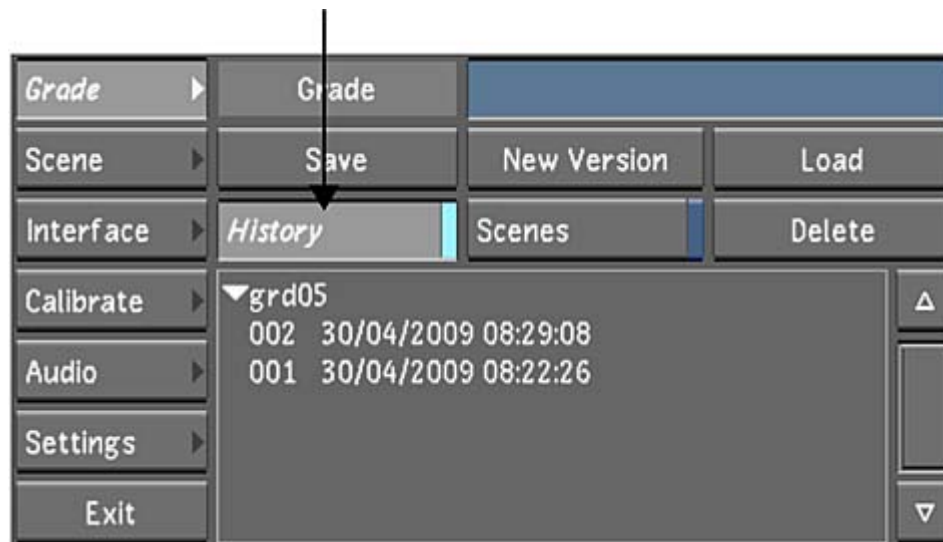 Grade
Grade
Scene
Save
New Version
Load
Interface
History
Scenes
Delete
Calibrate
grd05
002 30/04/2009 08:29:08
001 30/04/2009 08:22:26
Audio
Settings
Exit